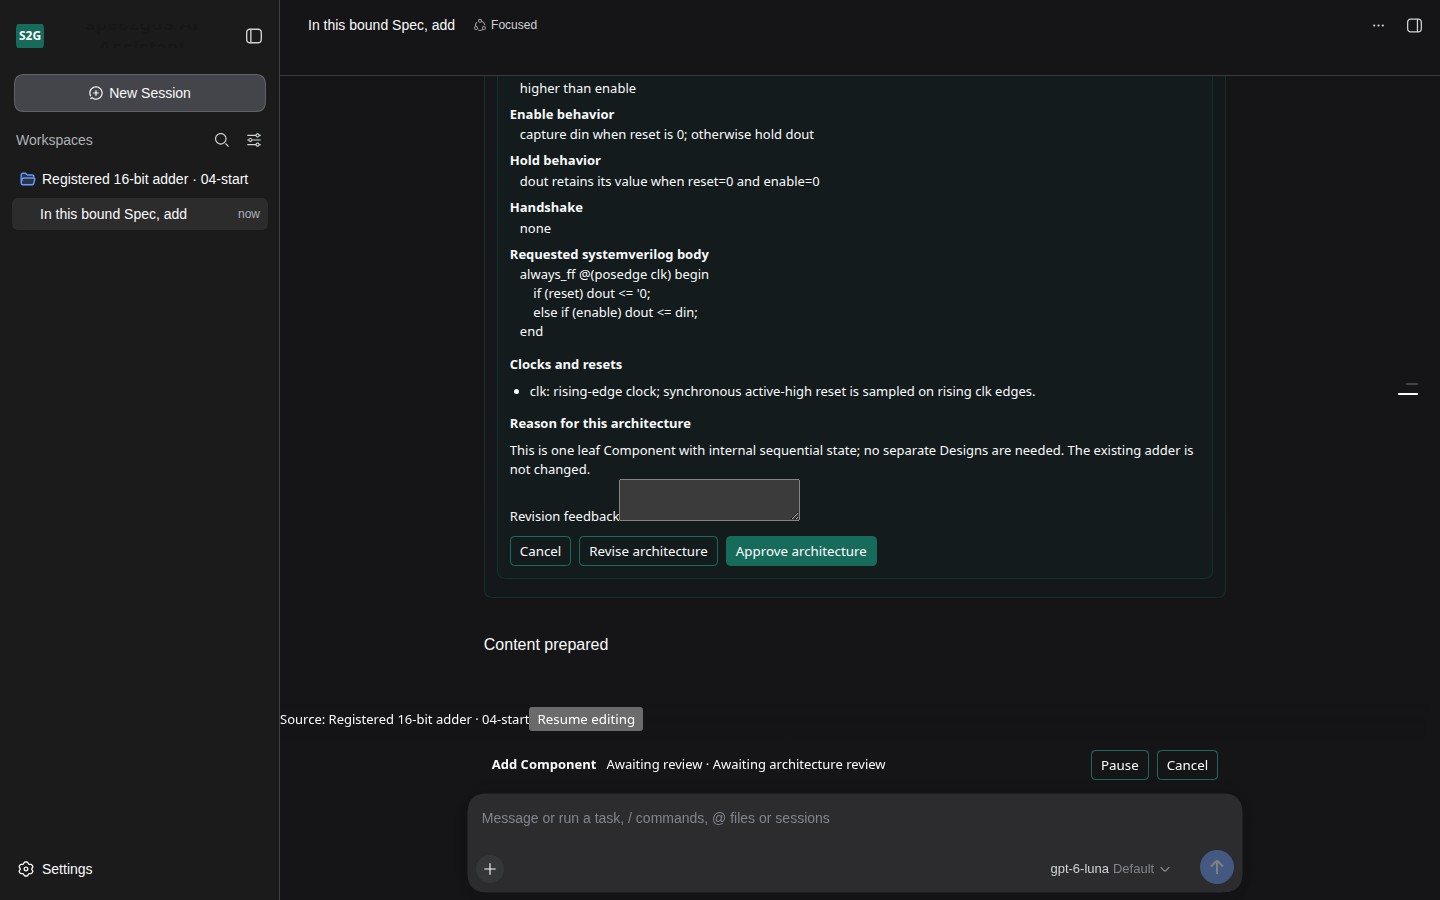 S2G
New Session
Workspaces
Registered 16-bit adder · 04-start
In this bound Spec, add
now
Settings
In this bound Spec, add
Focused
higher than enable
Enable behavior
capture din when reset is 0; otherwise hold dout
Hold behavior
dout retains its value when reset=0 and enable=0
Handshake
none
Requested systemverilog body
always_ff @(posedge clk) begin
if (reset) dout <= '0;
else if (enable) dout <= din;
end
Clocks and resets
clk: rising-edge clock; synchronous active-high reset is sampled on rising clk edges.
Reason for this architecture
This is one leaf Component with internal sequential state; no separate Designs are needed. The existing adder is
not changed.
Revision feedback
Cancel
Revise architecture
Approve architecture
Content prepared
Source: Registered 16-bit adder · 04-start
Resume editing
Add Component
Awaiting review · Awaiting architecture review
Pause
Cancel
Message or run a task, / commands, @ files or sessions
gpt-6-luna Default